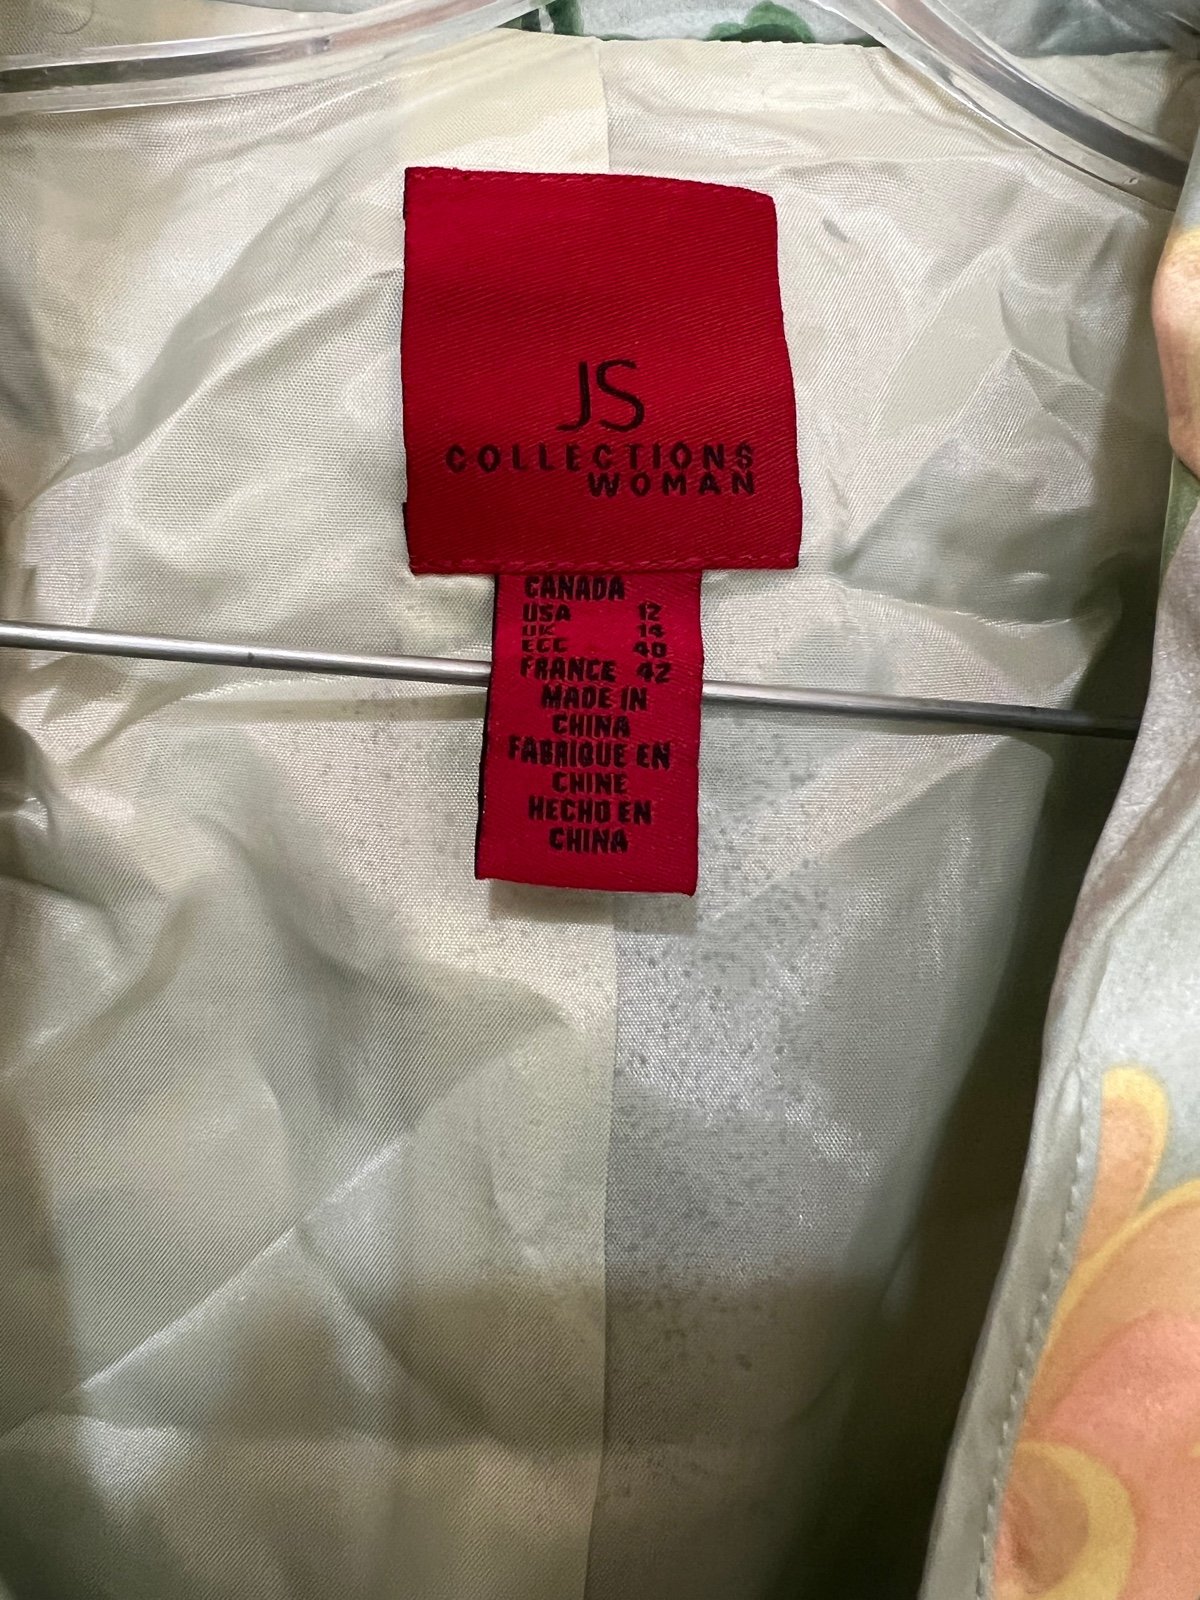 JS
COLLECTIONS
WOMAN
CANADA
USA 12
UK 14
ECC 40
FRANCE 42
MADE IN
CHINA
FABRIQUE EN
CHINE
HECHO EN
CHINA